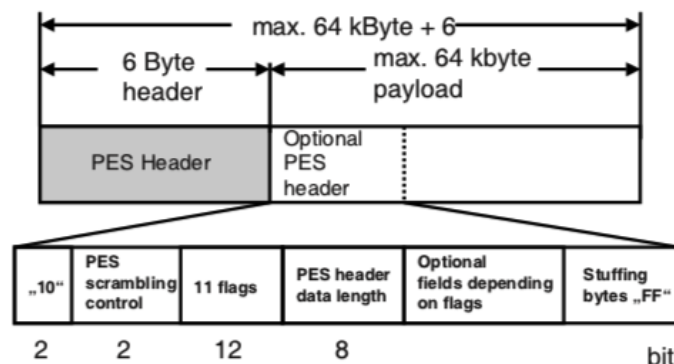 max. 64 kByte + 6
6 Byte
header
max. 64 kbyte
payload
PES Header
Optional
PES
header
„10“
PES
scrambling
control
11 flags
PES header
data length
Optional
fields depending
on flags
Stuffing
bytes „FF“
2 2 12 8 bit